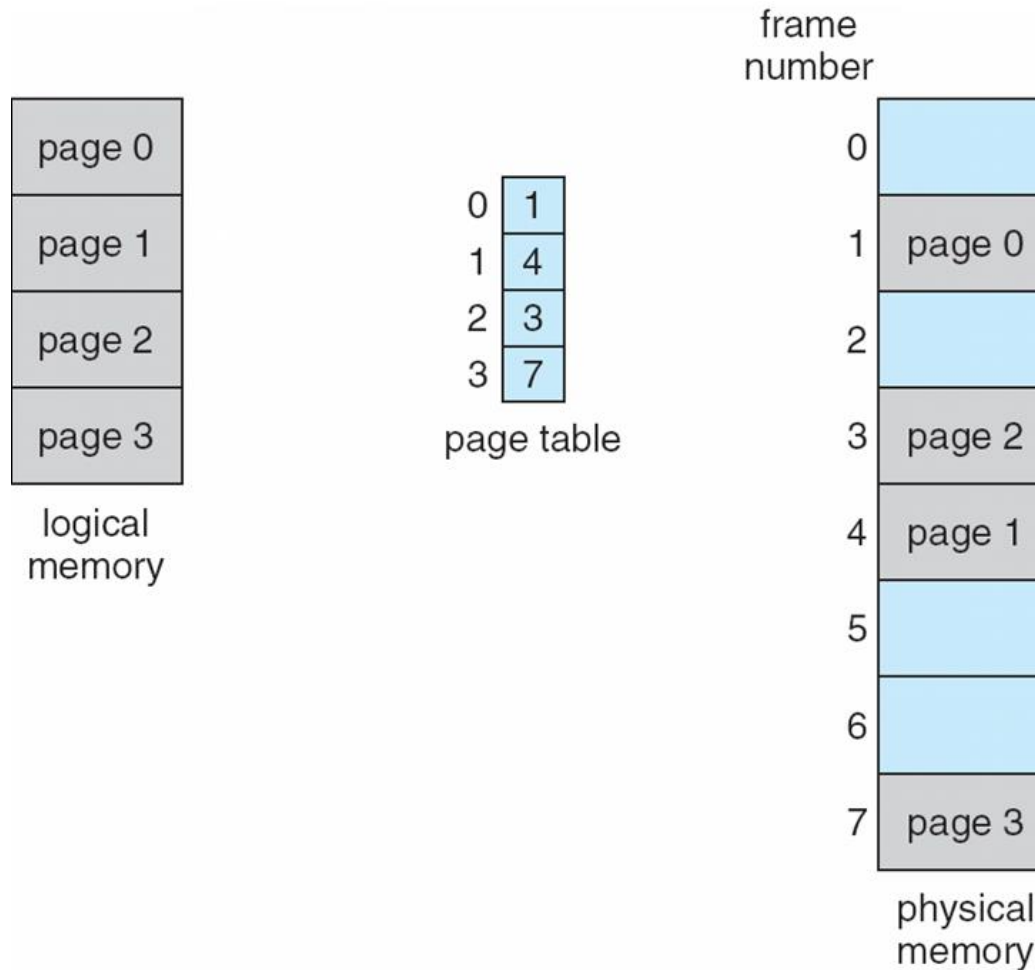 frame
number
page 0
page 1
page 2
page 3
logical
memory
0 1
1 4
2 3
3 7
page table
0
1 page 0
2
3 page 2
4 page 1
5
6
7 page 3
physical
memory